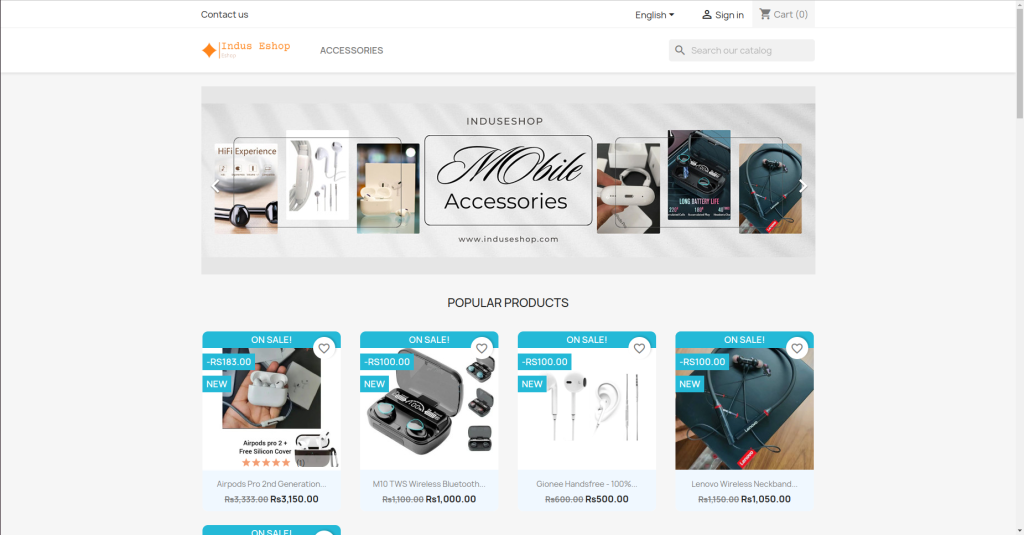 Contact us
English
Sign in
Cart (0)
Indus Eshop
ACCESSORIES
Search our catalog
INDUSESHOP
HiFi Experience
MObile
Accessories
LONG BATTERY LIFE
www.induseshop.com
POPULAR PRODUCTS
ON SALE!
-RS183.00
NEW
Airpods pro 2 +
Free Silicon Cover
Airpods Pro 2nd Generation...
Rs3,333.00 Rs3,150.00
ON SALE!
-RS100.00
NEW
M10 TWS Wireless Bluetooth...
Rs1,100.00 Rs1,000.00
ON SALE!
-RS100.00
NEW
Gionee Handsfree - 100%...
Rs600.00 Rs500.00
ON SALE!
-RS100.00
NEW
LENOVO
Lenovo Wireless Neckband...
Rs1,150.00 Rs1,050.00
ON SALE!